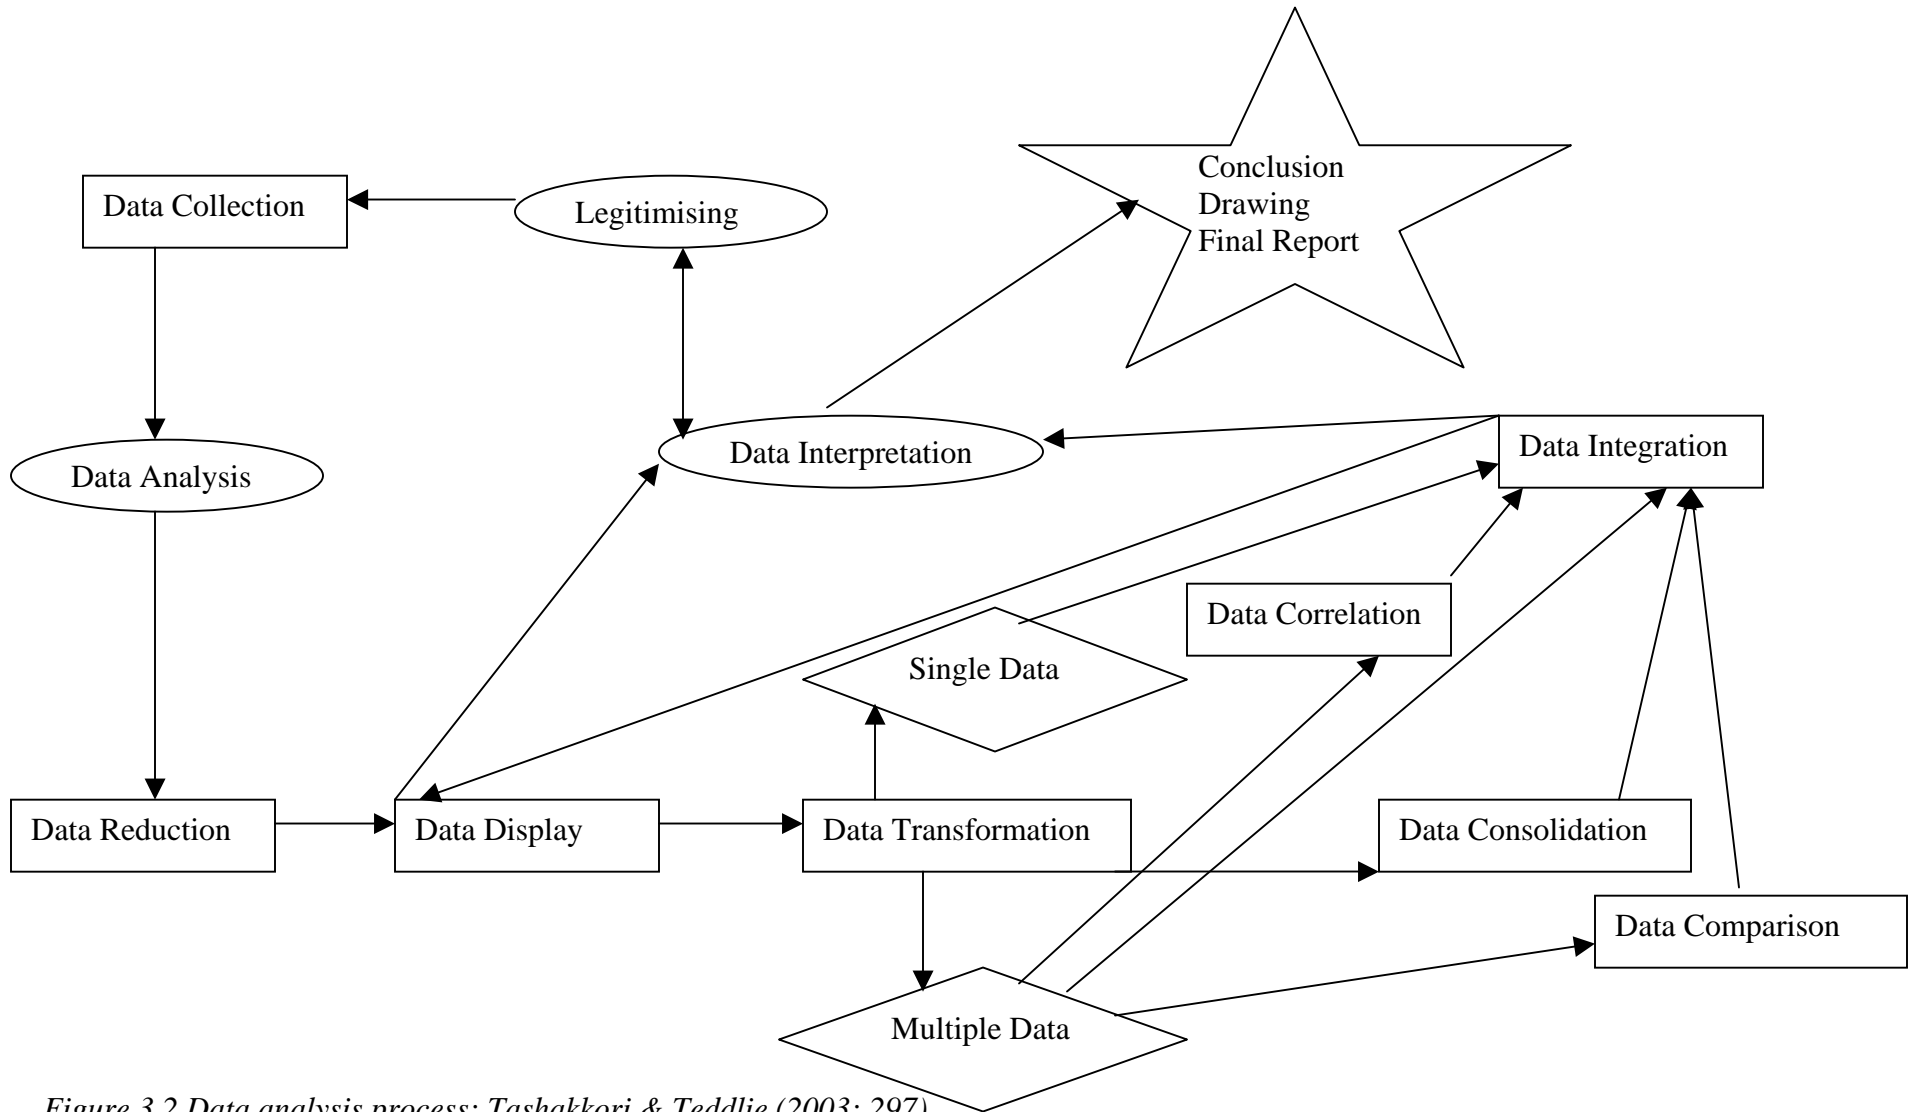 Conclusion
Drawing
Final Report
Data Collection
Legitimising
Data Analysis
Data Interpretation
Data Integration
Data Correlation
Single Data
Data Reduction
Data Display
Data Transformation
Data Consolidation
Data Comparison
Multiple Data
Figure 3.2 Data analysis process: Tashakkori & Teddlie (2003: 297)